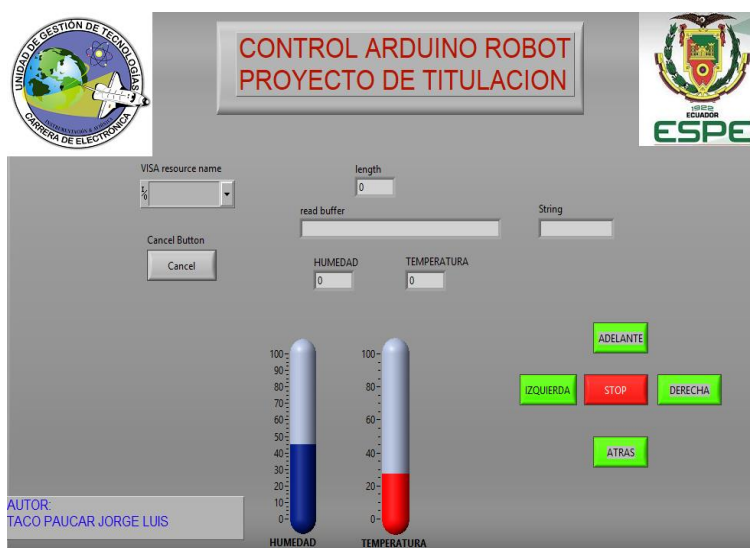 UNIDAD DE GESTIÓN DE TECNOLOGÍAS
CARRERA DE ELECTRÓNICA
CONTROL ARDUINO ROBOT
PROYECTO DE TITULACION
1922
ECUADOR
ESPE
VISA resource name
length
0
read buffer
String
Cancel Button
Cancel
HUMEDAD
TEMPERATURA
0
0
ADELANTE
IZQUIERDA
STOP
DERECHA
ATRAS
100
90
80
70
60
50
40
30
20
10
0
HUMEDAD
100
80
60
40
20
0
TEMPERATURA
AUTOR:
TACO PAUCAR JORGE LUIS